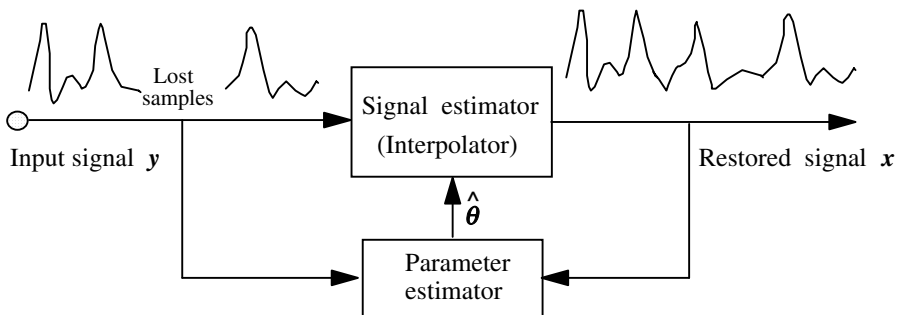 Lost
samples
Signal estimator
(Interpolator)
Input signal y
Restored signal x
θ̂
Parameter
estimator